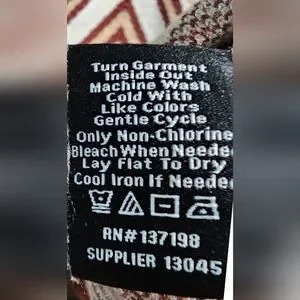 Turn Garment
Inside Out
Machine Wash
Cold With
Like Colors
Gentle Cycle
Only Non-Chlorine
Bleach When Neede
Lay Flat To Dry
Cool Iron If Needed
RN#137198
SUPPLIER 13045